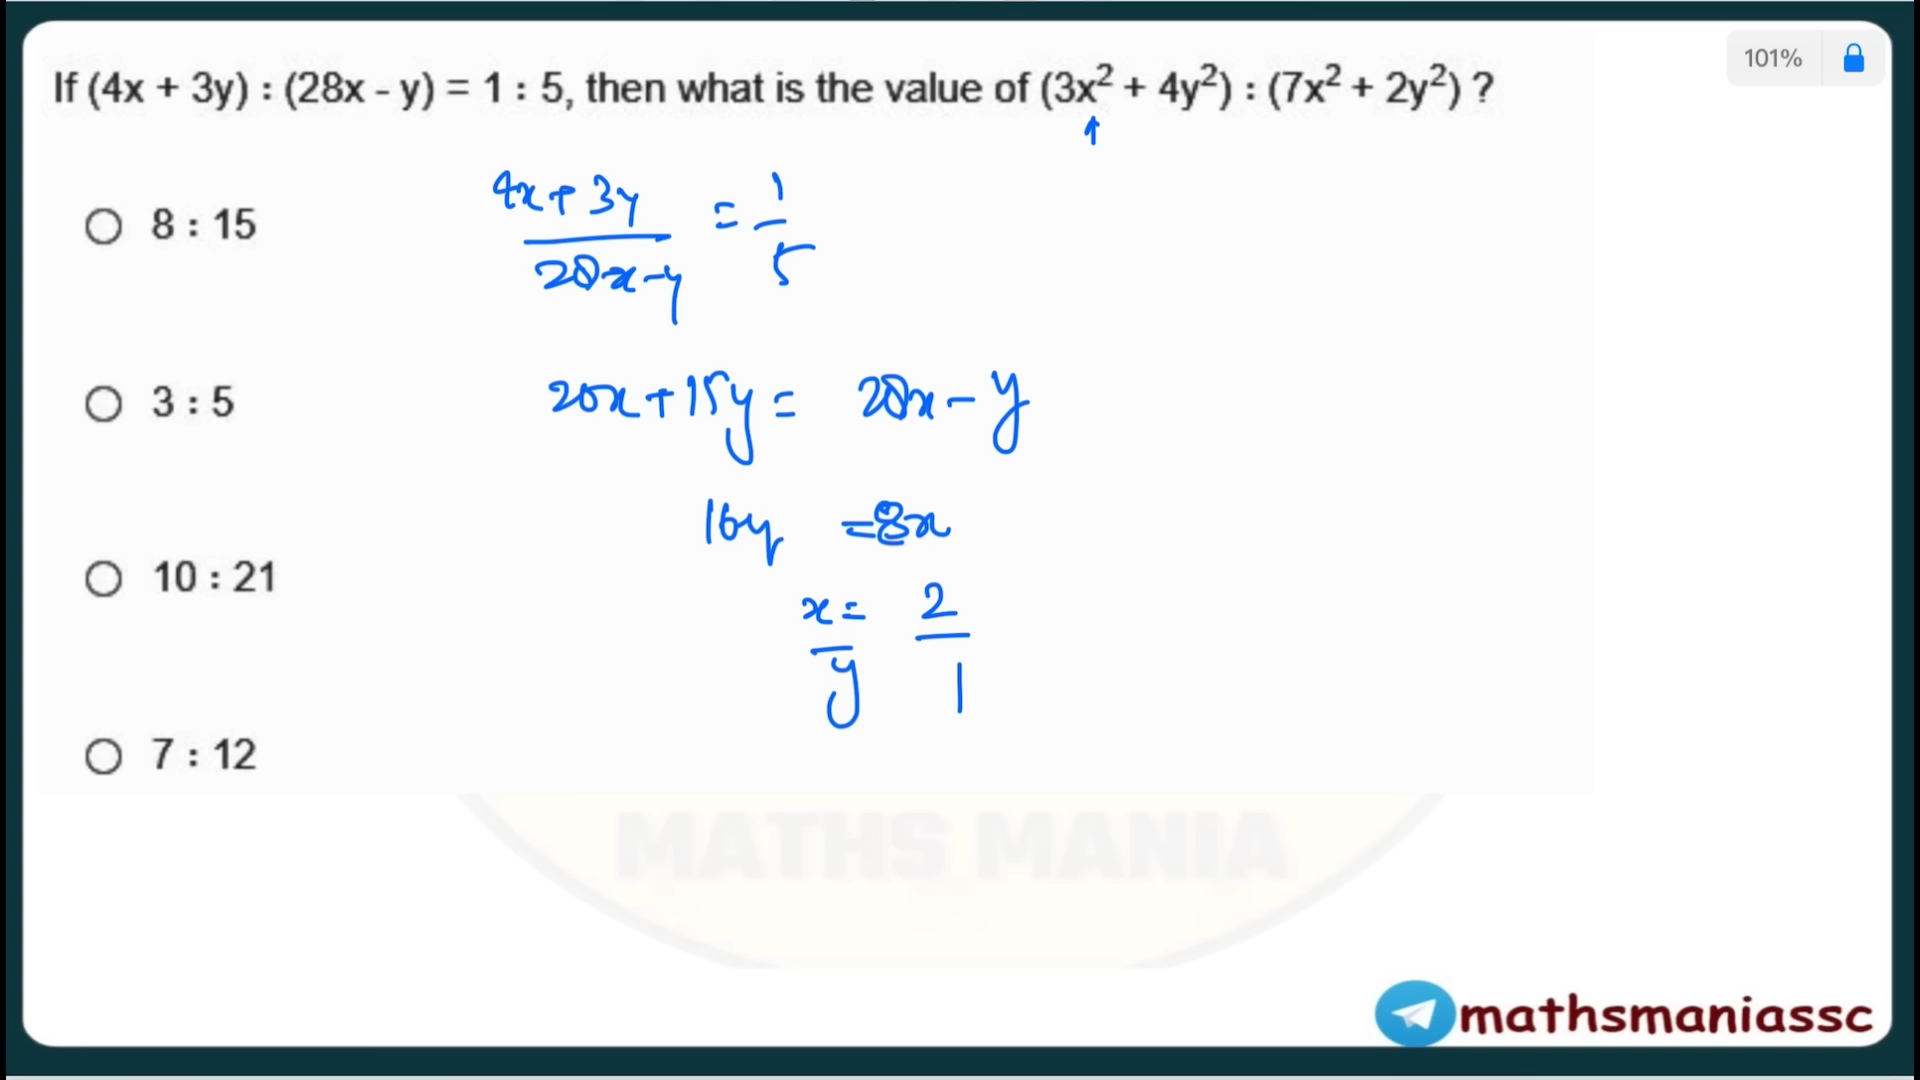 101%
If (4x + 3y) : (28x - y) = 1 : 5, then what is the value of (3x² + 4y²) : (7x² + 2y²) ?
8 : 15
3 : 5
10 : 21
7 : 12
4x + 3y = 1
28x - y 5
20x + 15y = 28x - y
16y = 8x
x = 2
y 1
MATHS MANIA
mathsmaniassc